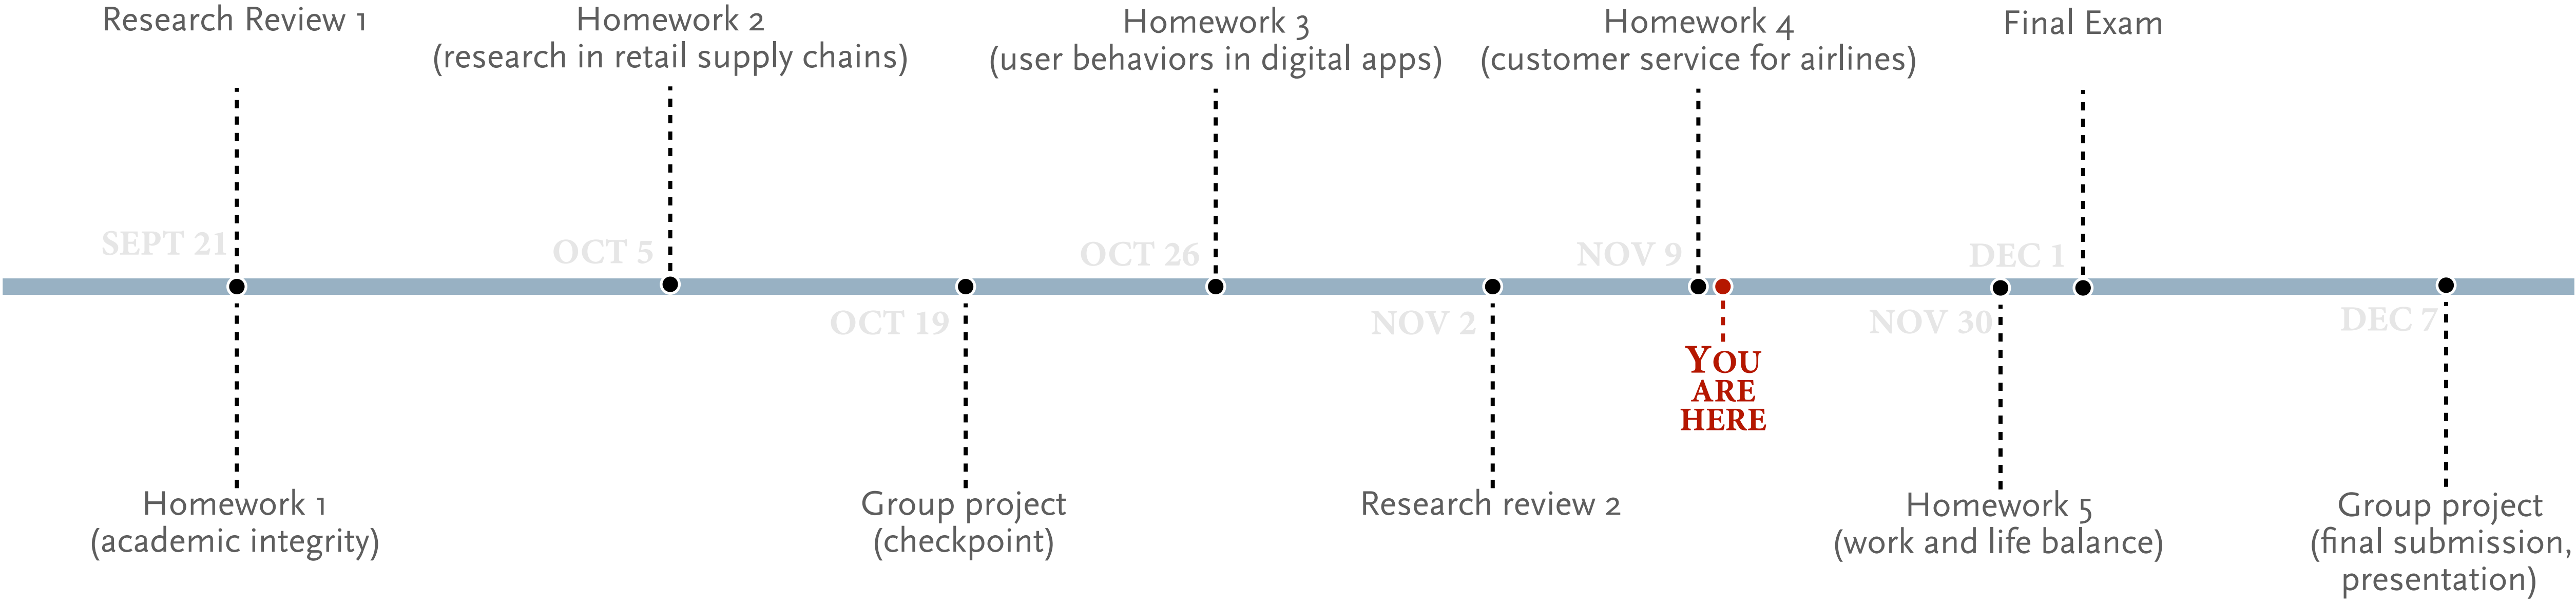 Research Review 1
Homework 2
(research in retail supply chains)
Homework 3
(user behaviors in digital apps)
Homework 4
(customer service for airlines)
Final Exam
SEPT 21
OCT 5
OCT 26
NOV 9
DEC 1
OCT 19
NOV 2
NOV 30
DEC 7
YOU
ARE
HERE
Homework 1
(academic integrity)
Group project
(checkpoint)
Research review 2
Homework 5
(work and life balance)
Group project
(final submission,
presentation)